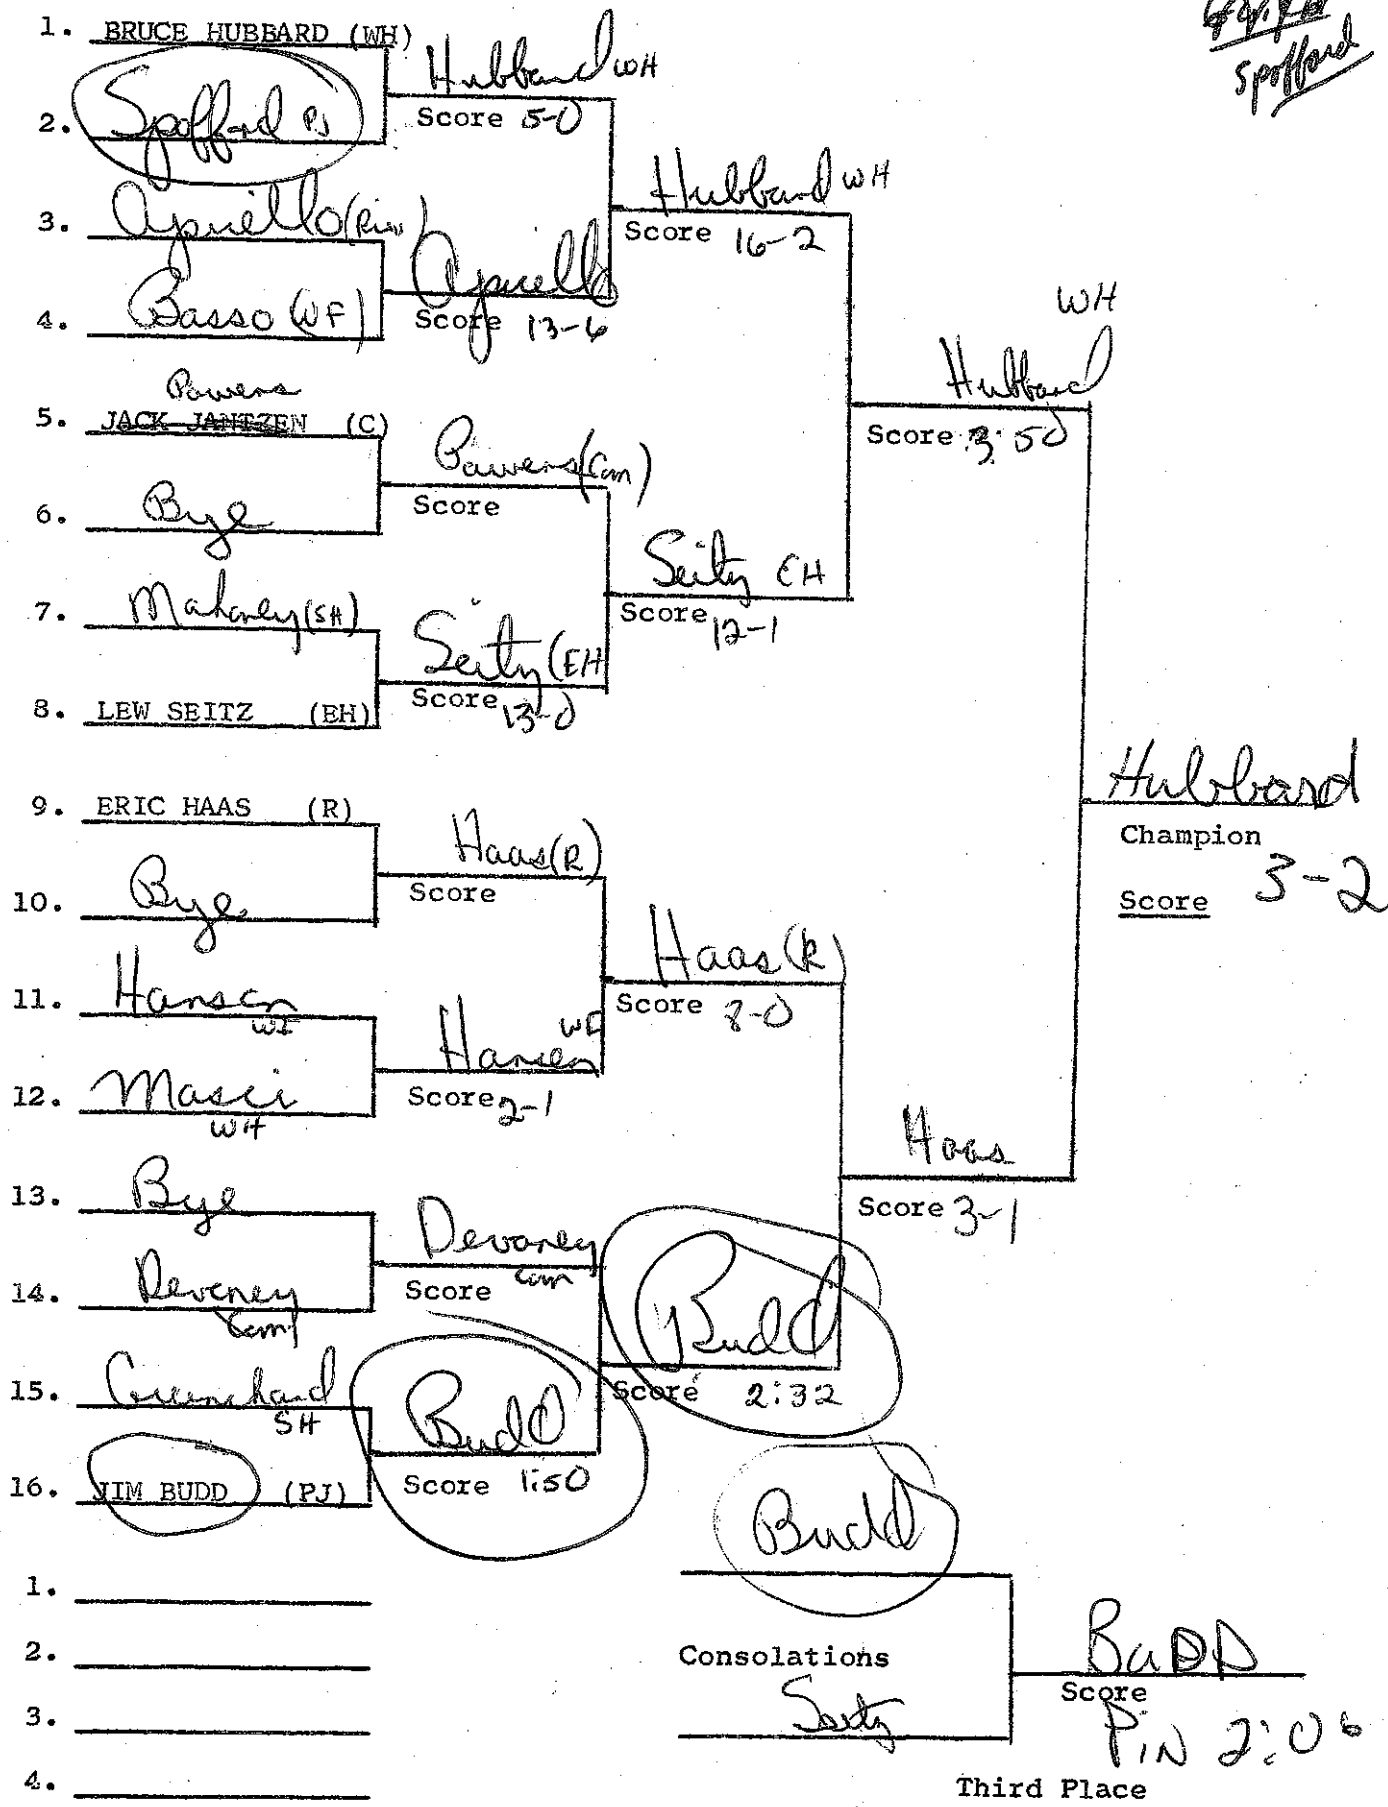 Spofford
1. BRUCE HUBBARD (WH)
Hubbard WH
Score 5-0
2. Spofford PJ
Hubbard WH
Score 16-2
3. Apuello
Apuello
Score 13-6
4. Basso (WF)
WH
Hubbard
Score 3:50
Powers
5. JACK JANTZEN (C)
Powers (Cam)
Score
6. Bye
Seitz EH
Score 12-1
7. Mahoney (SH)
Seitz (EH
Score 13-0
8. LEW SEITZ (EH)
Hubbard
Champion
Score 3-2
9. ERIC HAAS (R)
Haas (R)
Score
10. Bye
Haas (R)
Score 8-0
11. Hansen
WF
Hansen WF
Score 2-1
12. Masci
WH
Haas
Score 3-1
13. Bye
Devaney
Cam
Score
14. Deveney
Cam
Budd
Score 2:32
15. SH
Budd
Score 1:50
16. JIM BUDD (PJ)
Budd
1.
2.
Consolations
BUDD
Score
Pin 2:06
3.
Seitz
4.
Third Place